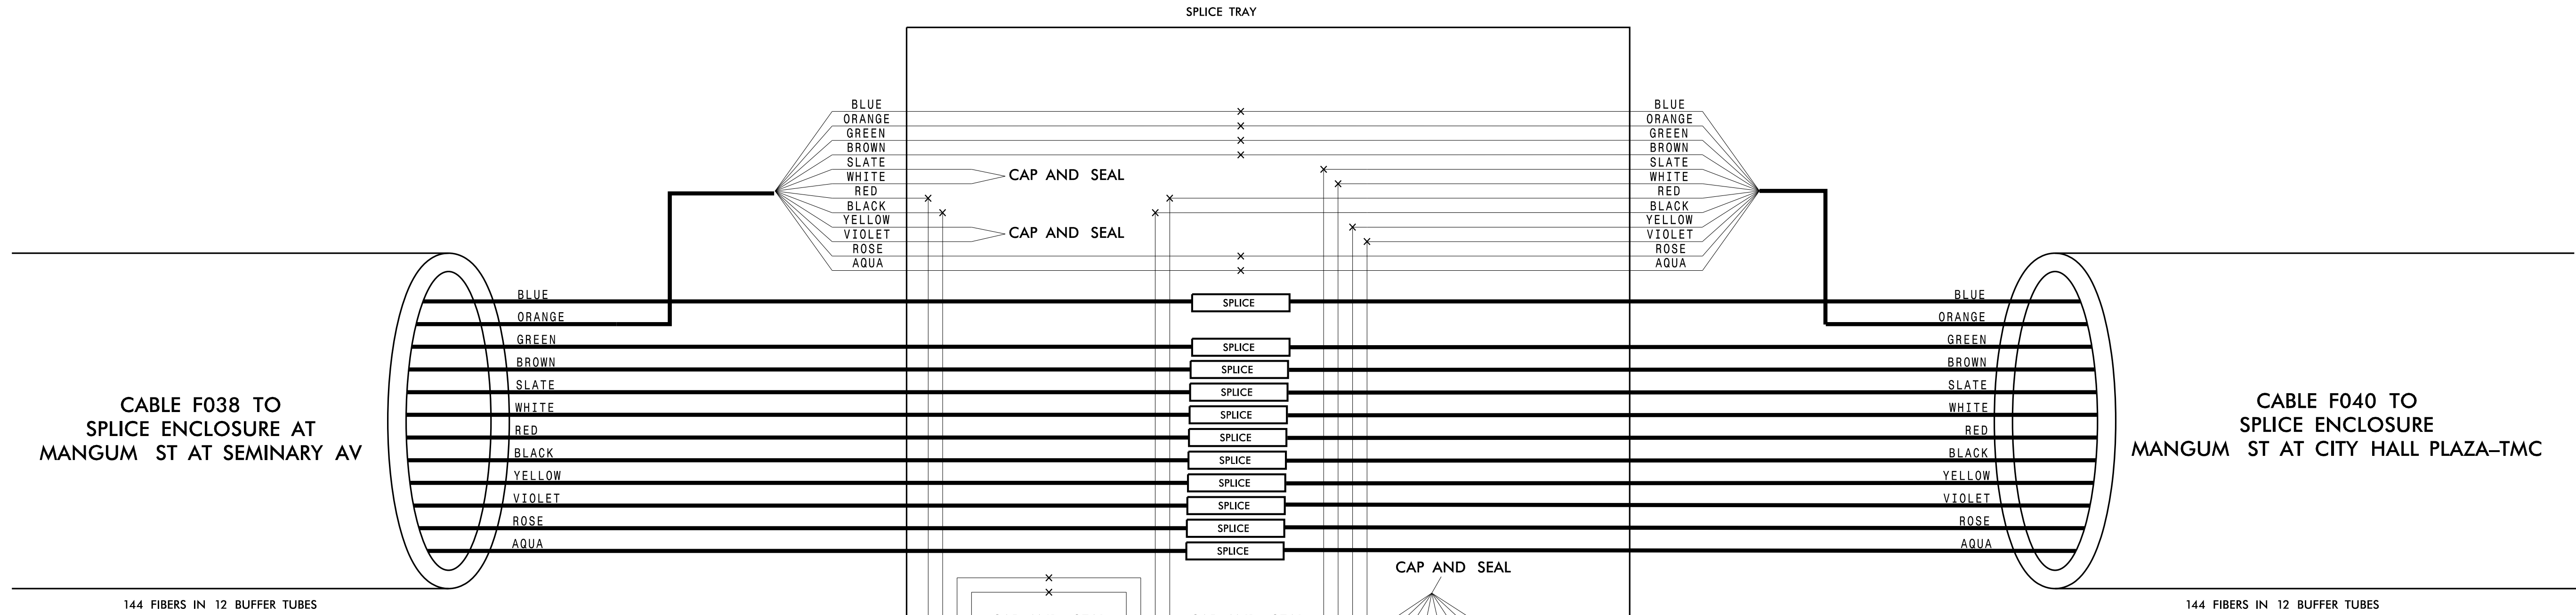 SPLICE TRAY
BLUE
ORANGE
GREEN
BROWN
SLATE
WHITE
RED
BLACK
YELLOW
VIOLET
ROSE
AQUA
CAP AND SEAL
CAP AND SEAL
BLUE
ORANGE
GREEN
BROWN
SLATE
WHITE
RED
BLACK
YELLOW
VIOLET
ROSE
AQUA
CABLE F038 TO
SPLICE ENCLOSURE AT
MANGUM ST AT SEMINARY AV
144 FIBERS IN 12 BUFFER TUBES
BLUE
ORANGE
GREEN
BROWN
SLATE
WHITE
RED
BLACK
YELLOW
VIOLET
ROSE
AQUA
SPLICE
SPLICE
SPLICE
SPLICE
SPLICE
SPLICE
SPLICE
SPLICE
SPLICE
SPLICE
SPLICE
CAP AND SEAL
BLUE
ORANGE
GREEN
BROWN
SLATE
WHITE
RED
BLACK
YELLOW
VIOLET
ROSE
AQUA
CABLE F040 TO
SPLICE ENCLOSURE
MANGUM ST AT CITY HALL PLAZA–TMC
144 FIBERS IN 12 BUFFER TUBES